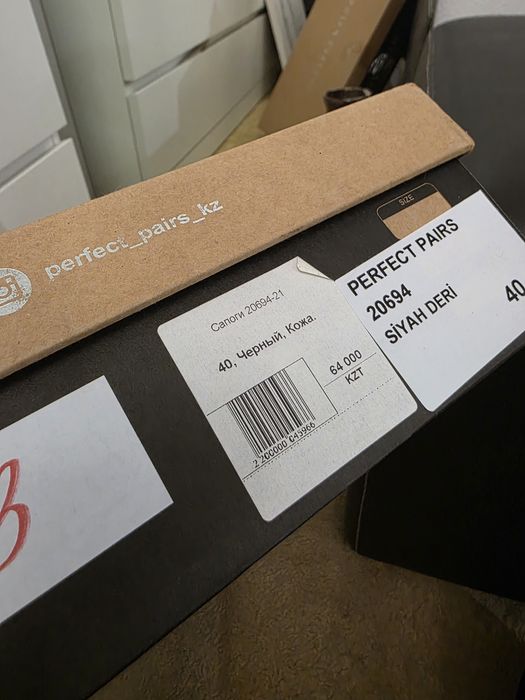 perfect_pairs_kz
SIZE
PERFECT PAIRS
20694
SİYAH DERİ
40
Сапоги 20694-21
40, Черный, Кожа.
64 000
KZT
2 200000 045966